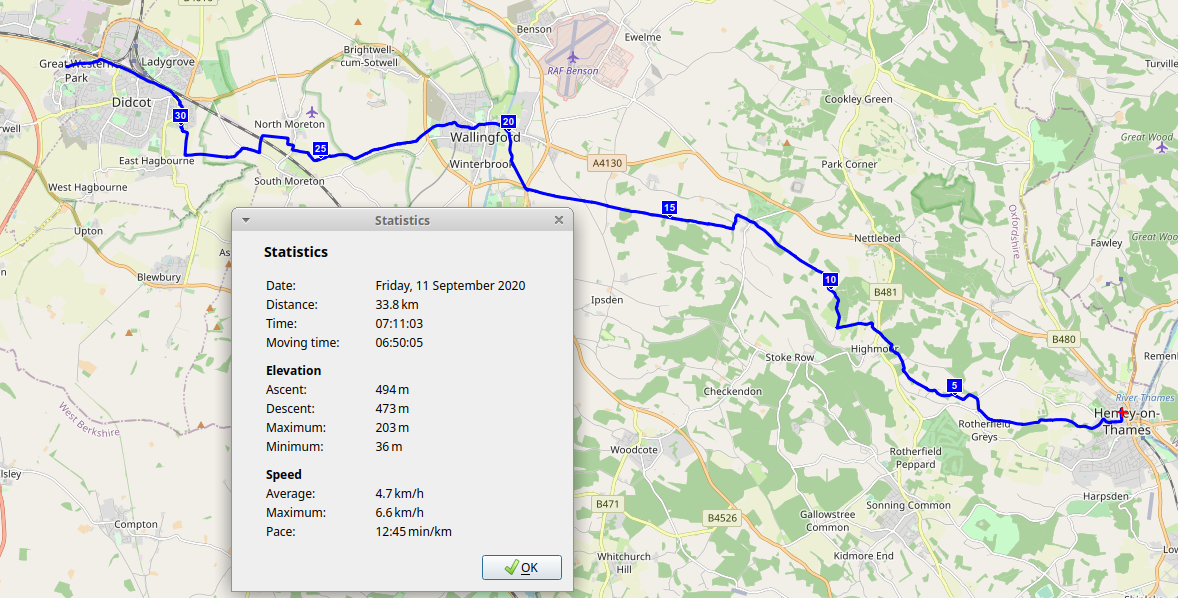 Benson
Ewelme
Great Western
Park
Ladygrove
Brightwell-
cum-Sotwell
RAF Benson
Turville
Didcot
Cookley Green
30
North Moreton
20
Wallingford
Great Wood
25
East Hagbourne
Winterbrook
A4130
Park Corner
West Hagbourne
South Moreton
15
Oxfordshire
Upton
Nettlebed
Fawley
Great Woo
Blewbury
10
B481
Ipsden
B480
Highmoor
Stoke Row
Remen
Checkendon
5
River Thames
Henley-on-
Thames
Rotherfield
Greys
West Berkshire
Woodcote
Rotherfield
Peppard
Compton
B471
B4526
Gallowstree
Common
Sonning Common
Harpsden
Whitchurch
Hill
Kidmore End
Statistics
Statistics
Date: Friday, 11 September 2020
Distance: 33.8 km
Time: 07:11:03
Moving time: 06:50:05
Elevation
Ascent: 494 m
Descent: 473 m
Maximum: 203 m
Minimum: 36 m
Speed
Average: 4.7 km/h
Maximum: 6.6 km/h
Pace: 12:45 min/km
OK